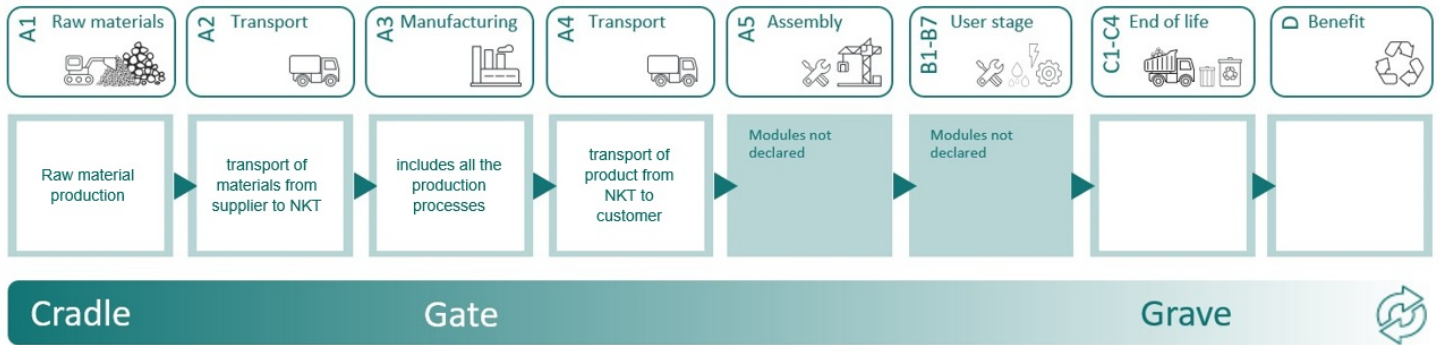 A1 Raw materials
A2 Transport
A3 Manufacturing
A4 Transport
A5 Assembly
B1-B7 User stage
C1-C4 End of life
D Benefit
Raw material
production
transport of
materials from
supplier to NKT
includes all the
production
processes
transport of
product from
NKT to
customer
Modules not
declared
Modules not
declared
Cradle
Gate
Grave